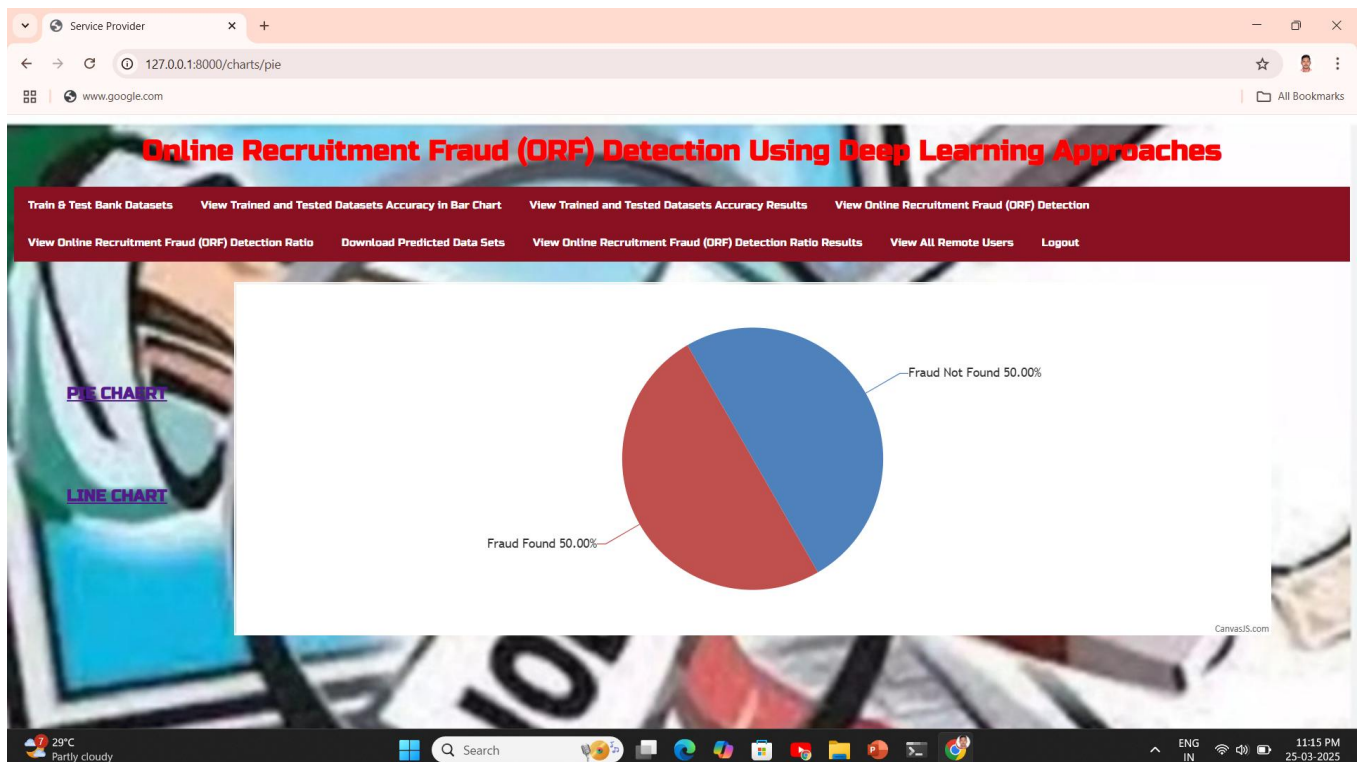 Service Provider
127.0.0.1:8000/charts/pie
www.google.com
All Bookmarks
Online Recruitment Fraud (ORF) Detection Using Deep Learning Approaches
Train & Test Bank Datasets View Trained and Tested Datasets Accuracy in Bar Chart View Trained and Tested Datasets Accuracy Results View Online Recruitment Fraud (ORF) Detection
View Online Recruitment Fraud (ORF) Detection Ratio Download Predicted Data Sets View Online Recruitment Fraud (ORF) Detection Ratio Results View All Remote Users Logout
Fraud Not Found 50.00%
PIE CHAERT
LINE CHART
Fraud Found 50.00%
CanvasJS.com
JOB
7
29°C
Partly cloudy
Search
ENG
IN
11:15 PM
25-03-2025